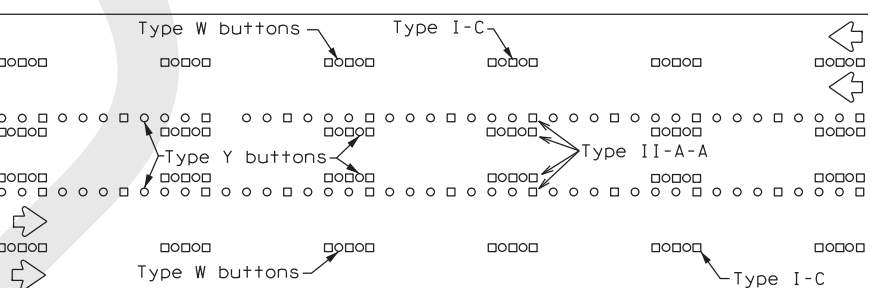 Type W buttons
Type I-C
Type Y buttons
Type II-A-A
Type W buttons
Type I-C